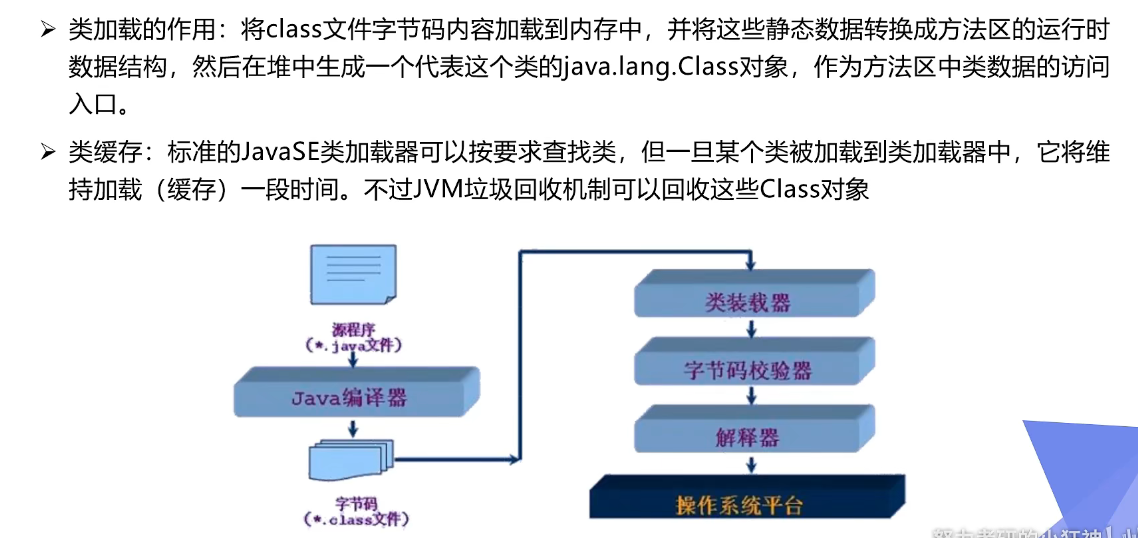 ➢ 类加载的作用：将class文件字节码内容加载到内存中，并将这些静态数据转换成方法区的运行时
数据结构，然后在堆中生成一个代表这个类的java.lang.Class对象，作为方法区中类数据的访问
入口。
➢ 类缓存：标准的JavaSE类加载器可以按要求查找类，但一旦某个类被加载到类加载器中，它将维
持加载（缓存）一段时间。不过JVM垃圾回收机制可以回收这些Class对象
源程序
（*.java文件）
Java编译器
字节码
（*.class文件）
类装载器
字节码校验器
解释器
操作系统平台